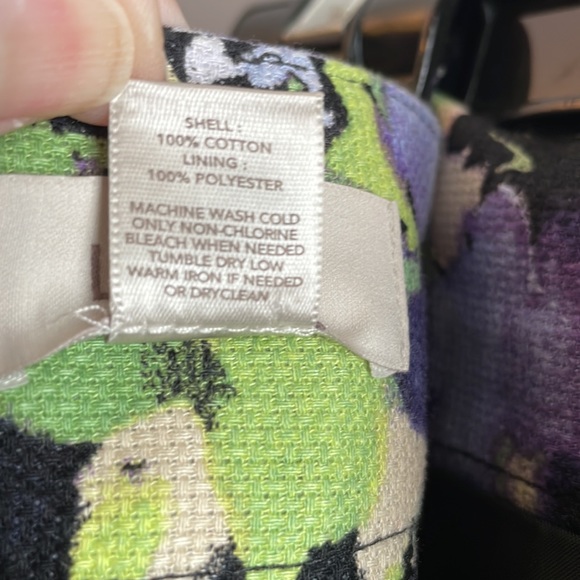 SHELL :
100% COTTON
LINING :
100% POLYESTER
MACHINE WASH COLD
ONLY NON-CHLORINE
BLEACH WHEN NEEDED
TUMBLE DRY LOW
WARM IRON IF NEEDED
OR DRYCLEAN